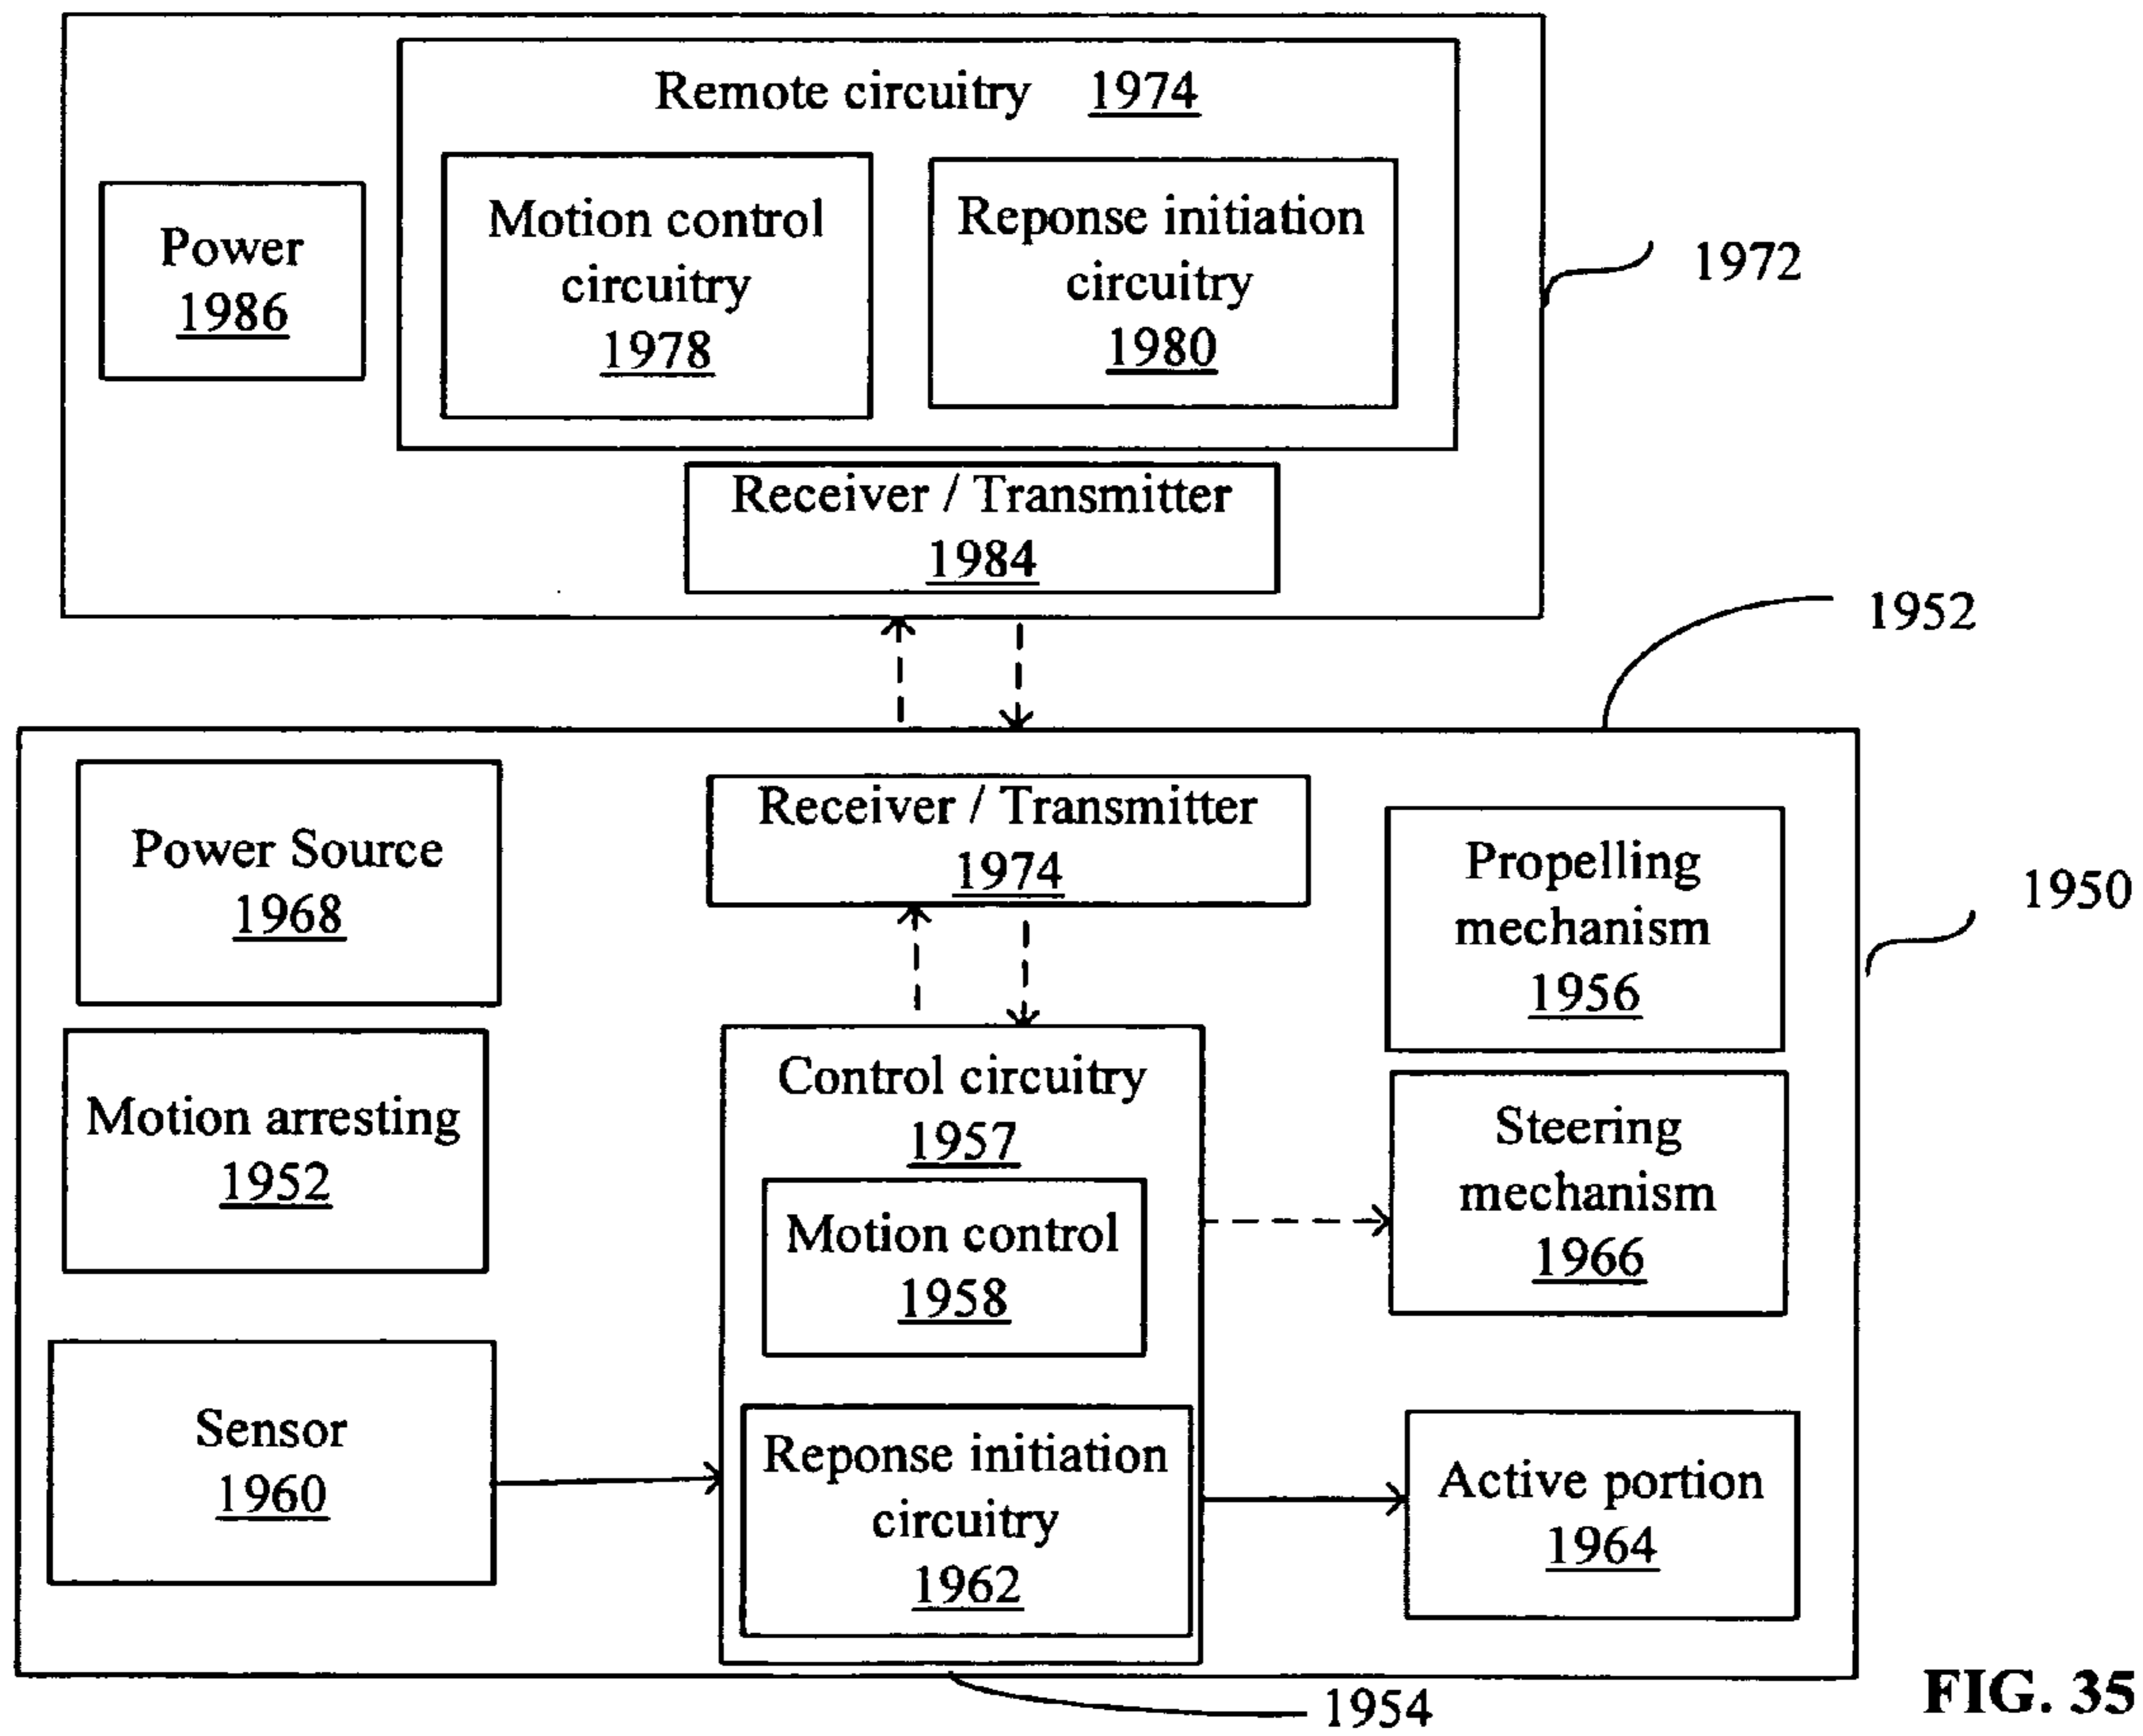 Remote circuitry 1974
Power
1986
Motion control
circuitry
1978
Reponse initiation
circuitry
1980
1972
Receiver / Transmitter
1984
1952
Power Source
1968
Receiver / Transmitter
1974
Propelling
mechanism
1956
1950
Motion arresting
1952
Control circuitry
1957
Motion control
1958
Steering
mechanism
1966
Sensor
1960
Reponse initiation
circuitry
1962
Active portion
1964
1954
FIG. 35